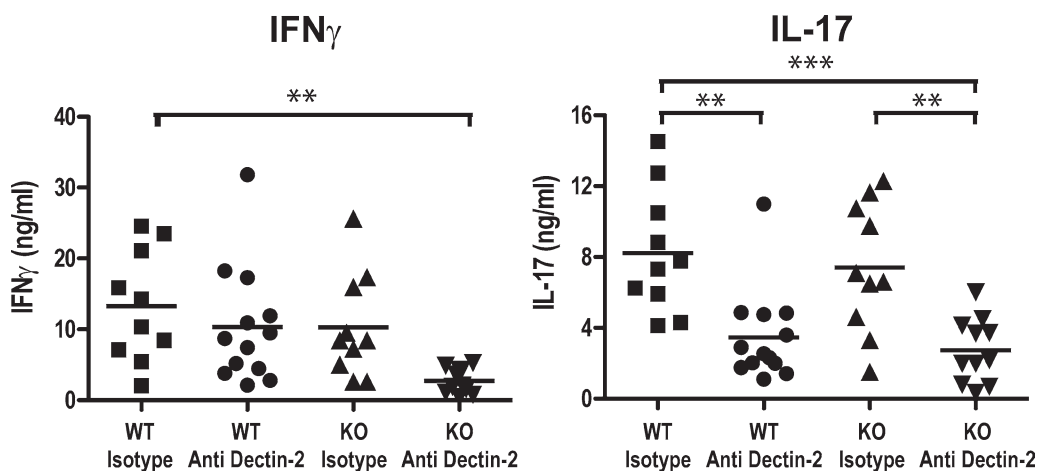 IFNγ
**
40
30
20
10
0
IFNγ (ng/ml)
WT
Isotype
WT
Anti Dectin-2
KO
Isotype
KO
Anti Dectin-2
IL-17
***
**
**
16
12
8
4
0
IL-17 (ng/ml)
WT
Isotype
WT
Anti Dectin-2
KO
Isotype
KO
Anti Dectin-2